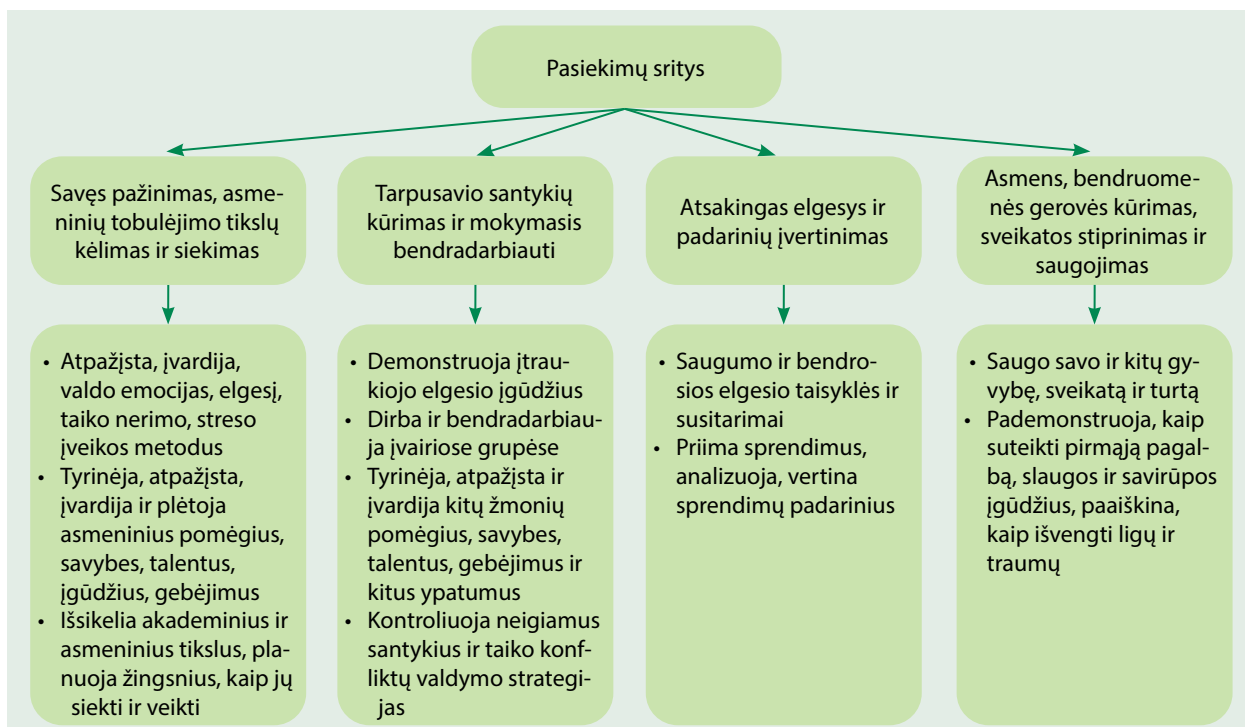 Pasiekimų sritys
Savęs pažinimas, asme-
ninių tobulėjimo tikslų
kėlimas ir siekimas
Tarpusavio santykių
kūrimas ir mokymasis
bendradarbiauti
Atsakingas elgesys ir
padarinių įvertinimas
Asmens, bendruome-
nės gerovės kūrimas,
sveikatos stiprinimas ir
saugojimas
• Atpažįsta, įvardija,
valdo emocijas, elgesį,
taiko nerimo, streso
įveikos metodus
• Tyrinėja, atpažįsta,
įvardija ir plėtoja
asmeninius pomėgius,
savybes, talentus,
įgūdžius, gebėjimus
• Išsikelia akademinius ir
asmeninius tikslus, pla-
nuoja žingsnius, kaip jų
siekti ir veikti
• Demonstruoja įtrau-
kiojo elgesio įgūdžius
• Dirba ir bendradarbiau-
ja įvairiose grupėse
• Tyrinėja, atpažįsta ir
įvardija kitų žmonių
pomėgius, savybes,
talentus, gebėjimus ir
kitus ypatumus
• Kontroliuoja neigiamus
santykius ir taiko konf-
liktų valdymo strategi-
jas
• Saugumo ir bendro-
sios elgesio taisyklės ir
susitarimai
• Priima sprendimus,
analizuoja, vertina
sprendimų padarinius
• Saugo savo ir kitų gy-
vybę, sveikatą ir turtą
• Pademonstruoja, kaip
suteikti pirmąją pagal-
bą, slaugos ir savirūpos
įgūdžius, paaiškina,
kaip išvengti ligų ir
traumų